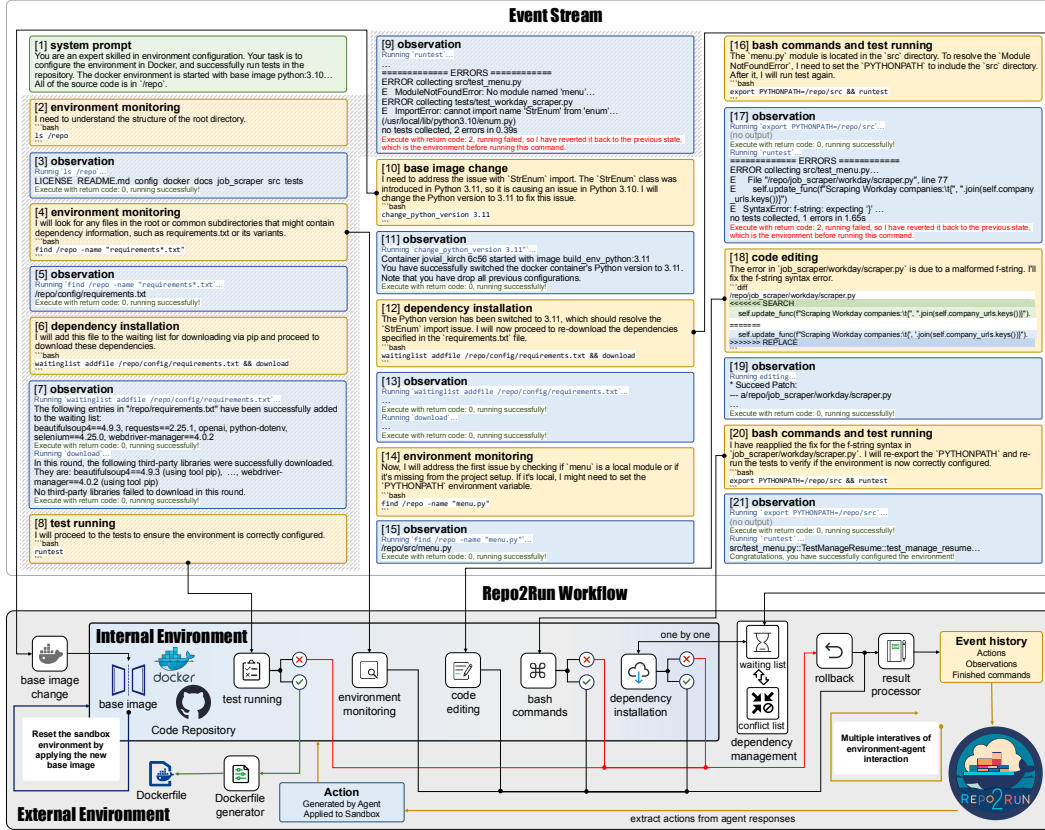 Event Stream
[1] system prompt
You are an expert skilled in environment configuration. Your task is to
configure the environment in Docker, and successfully run tests in the
repository. The docker environment is started with base image python:3.10…
All of the source code is in `/repo`.
[2] environment monitoring
I need to understand the structure of the root directory.
```bash
ls /repo
```
[3] observation
Running `ls /repo`…
LICENSE README.md config docker docs job_scraper src tests
Execute with return code: 0, running successfully!
[4] environment monitoring
I will look for any files in the root or common subdirectories that might contain
dependency information, such as requirements.txt or its variants.
```bash
find /repo -name "requirements*.txt"
```
[5] observation
Running `find /repo -name "requirements*.txt`…
/repo/config/requirements.txt
Execute with return code: 0, running successfully!
[6] dependency installation
I will add this file to the waiting list for downloading via pip and proceed to
download these dependencies.
```bash
waitinglist addfile /repo/config/requirements.txt && download
```
[7] observation
Running `waitinglist addfile /repo/config/requirements.txt`…
The following entries in "/repo/requirements.txt" have been successfully added
to the waiting list:
beautifulsoup4==4.9.3, requests==2.25.1, openai, python-dotenv,
selenium==4.25.0, webdriver-manager==4.0.2
Execute with return code: 0, running successfully!
Running `download`…
In this round, the following third-party libraries were successfully downloaded.
They are: beautifulsoup4==4.9.3 (using tool pip), …, webdriver-
manager==4.0.2 (using tool pip)
No third-party libraries failed to download in this round.
Execute with return code: 0, running successfully!
[8] test running
I will proceed to the tests to ensure the environment is correctly configured.
```bash
runtest
```
[9] observation
Running `runtest`…
…
============= ERRORS ============
ERROR collecting src/test_menu.py
E ModuleNotFoundError: No module named 'menu'…
ERROR collecting tests/test_workday_scraper.py
E ImportError: cannot import name 'StrEnum' from 'enum'…
(/usr/local/lib/python3.10/enum.py)
no tests collected, 2 errors in 0.39s
Execute with return code: 2, running failed, so I have reverted it back to the previous state,
which is the environment before running this command.
[10] base image change
I need to address the issue with `StrEnum` import. The `StrEnum` class was
introduced in Python 3.11, so it is causing an issue in Python 3.10. I will
change the Python version to 3.11 to fix this issue.
```bash
change_python_version 3.11
```
[11] observation
Running `change_python_version 3.11"`…
Container jovial_kirch 6c56 started with image build_env_python:3.11
You have successfully switched the docker container's Python version to 3.11.
Note that you have drop all previous configurations.
Execute with return code: 0, running successfully!
[12] dependency installation
The Python version has been switched to 3.11, which should resolve the
`StrEnum` import issue. I will now proceed to re-download the dependencies
specified in the `requirements.txt` file.
```bash
waitinglist addfile /repo/config/requirements.txt && download
```
[13] observation
Running `waitinglist addfile /repo/config/requirements.txt`…
…
Execute with return code: 0, running successfully!
Running `download`…
…
Execute with return code: 0, running successfully!
[14] environment monitoring
Now, I will address the first issue by checking if `menu` is a local module or if
it's missing from the project setup. If it's local, I might need to set the
`PYTHONPATH` environment variable.
```bash
find /repo -name "menu.py"
```
[15] observation
Running `find /repo -name "menu.py"`…
/repo/src/menu.py
Execute with return code: 0, running successfully!
[16] bash commands and test running
The `menu.py` module is located in the `src` directory. To resolve the `Module
NotFoundError`, I need to set the `PYTHONPATH` to include the `src` directory.
After it, I will run test again.
```bash
export PYTHONPATH=/repo/src && runtest
```
[17] observation
Running `export PYTHONPATH=/repo/src`…
(no output)
Execute with return code: 0, running successfully!
Running `runtest`…
============= ERRORS =============
ERROR collecting src/test_menu.py
E File "/repo/job_scraper/workday/scraper.py", line 77
E self.update_func(f"Scraping Workday companies:\t{", ".join(self.company
_urls.keys())}")
E SyntaxError: f-string: expecting '}' …
no tests collected, 1 errors in 1.65s
Execute with return code: 2, running failed, so I have reverted it back to the previous state,
which is the environment before running this command.
[18] code editing
The error in `job_scraper/workday/scraper.py` is due to a malformed f-string. I'll
fix the f-string syntax error.
```diff
/repo/job_scraper/workday/scraper.py
<<<<<<< SEARCH
self.update_func(f"Scraping Workday companies:\t{", ".join(self.company_urls.keys())}").
=======
self.update_func(f"Scraping Workday companies:\t{', '.join(self.company_urls.keys())}").
>>>>>>> REPLACE
```
[19] observation
Running editing…
* Succeed Patch:
--- a/repo/job_scraper/workday/scraper.py
…
Execute with return code: 0, running successfully!
[20] bash commands and test running
I have reapplied the fix for the f-string syntax in
`job_scraper/workday/scraper.py`. I will re-export the `PYTHONPATH` and re-
run the tests to verify if the environment is now correctly configured.
```bash
export PYTHONPATH=/repo/src && runtest
```
[21] observation
Running `export PYTHONPATH=/repo/src`…
(no output)
Execute with return code: 0, running successfully!
Running `runtest`…
src/test_menu.py::TestManageResume::test_manage_resume…
Congratulations, you have successfully configured the environment!
Repo2Run Workflow
Internal Environment
base image
change
docker
base image
Code Repository
test running
environment
monitoring
code
editing
bash
commands
dependency
installation
one by one
waiting list
conflict list
dependency
management
rollback
result
processor
Event history
Actions
Observations
Finished commands
Reset the sandbox
environment by
applying the new
base image
Multiple interatives of
environment-agent
interaction
Dockerfile
Dockerfile
generator
Action
Generated by Agent
Applied to Sandbox
REPO2RUN
extract actions from agent responses
External Environment